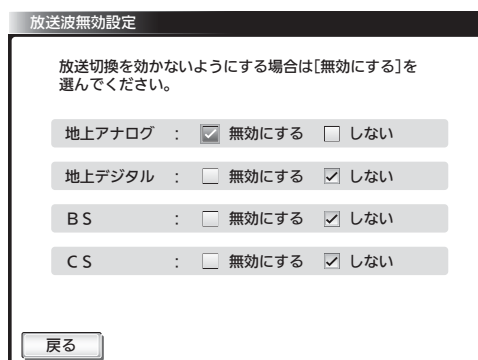 放送波無効設定
放送切換を効かないようにする場合は[無効にする]を
選んでください。
地上アナログ : 無効にする しない
地上デジタル : 無効にする しない
BS : 無効にする しない
CS : 無効にする しない
戻る